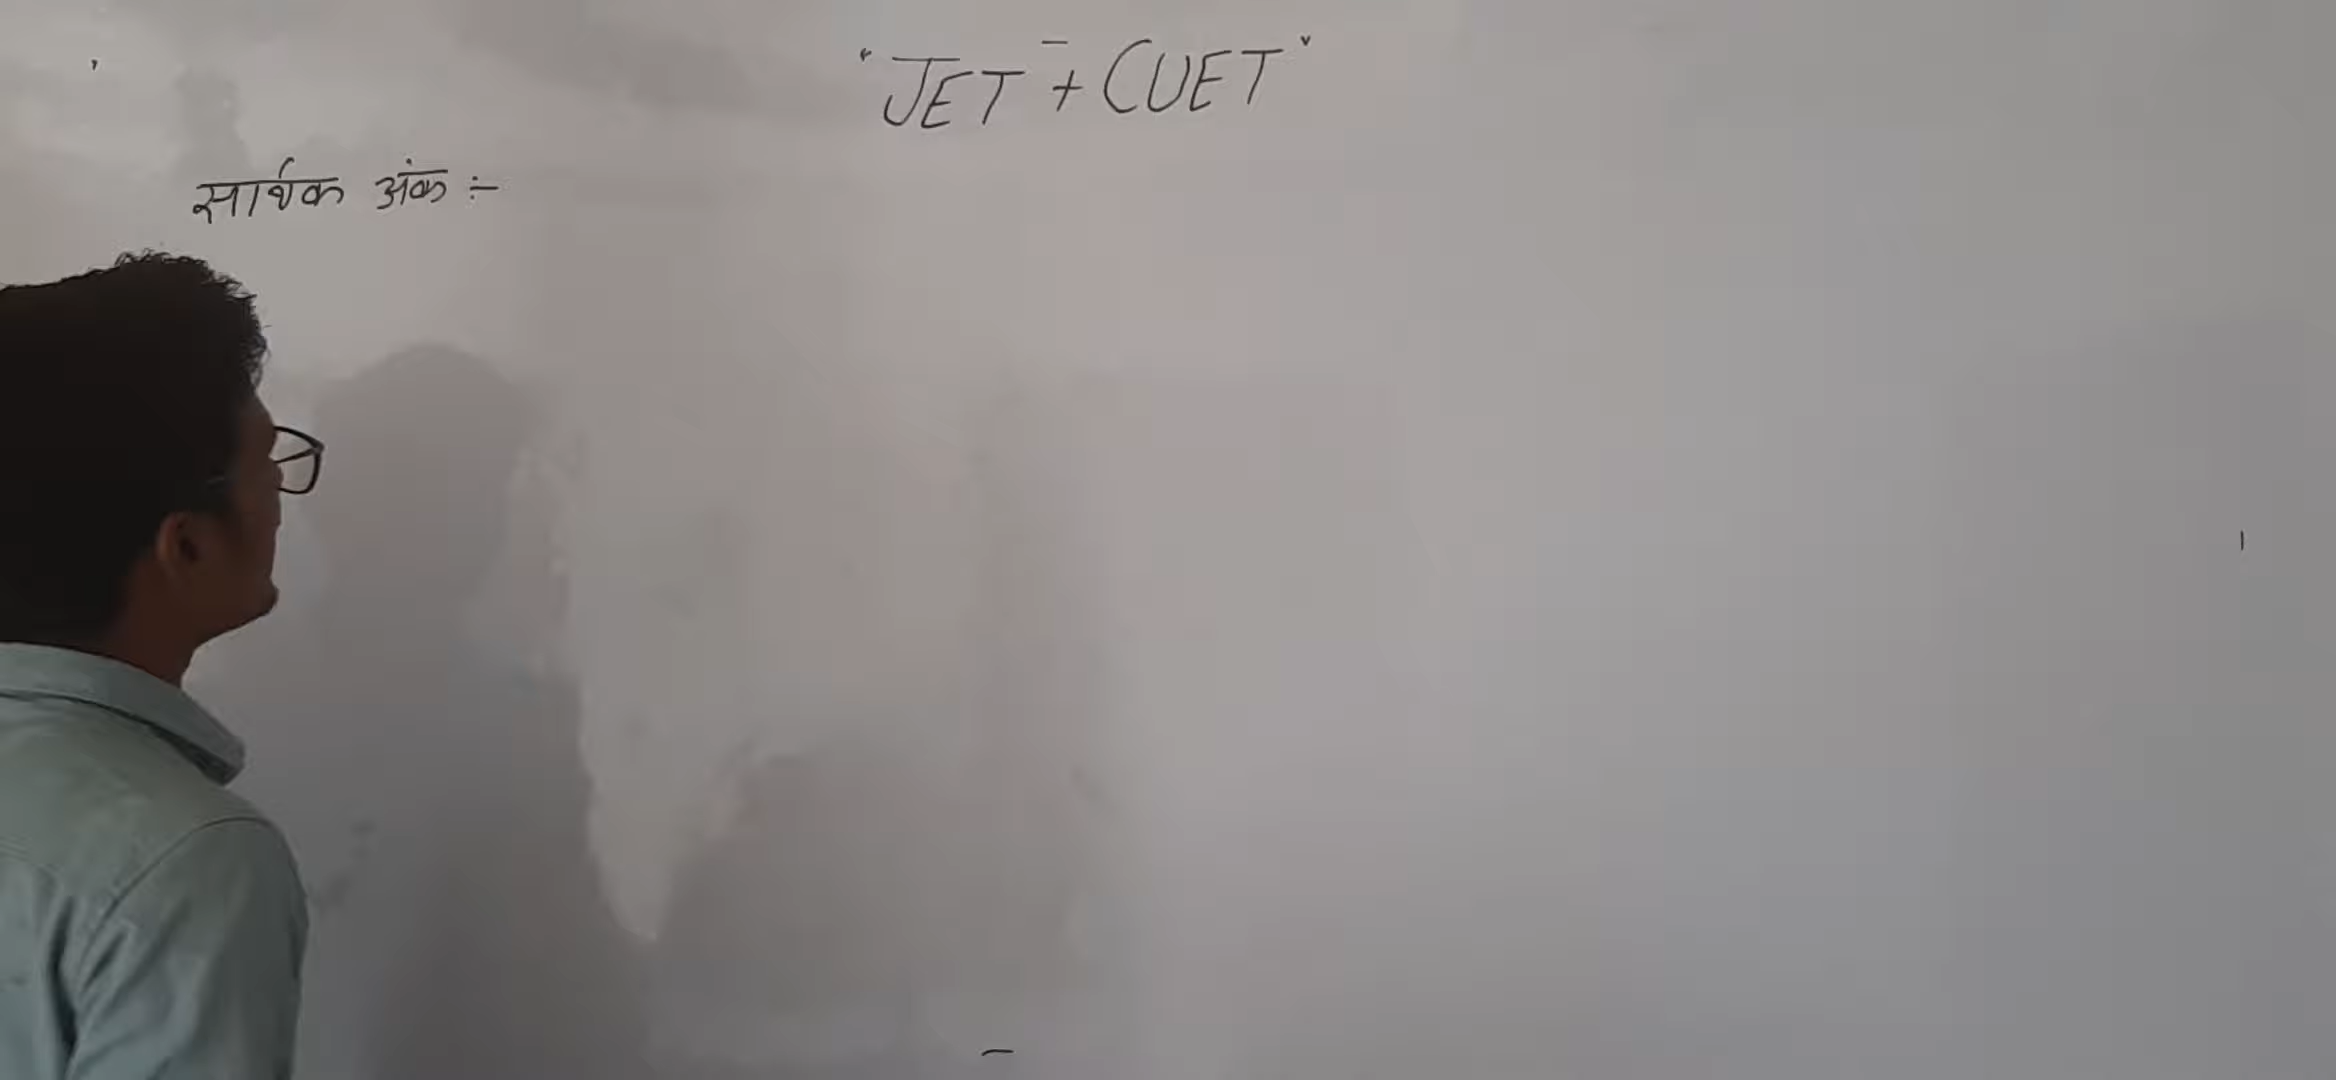 "JET + CUET"
सार्थक अंक :-